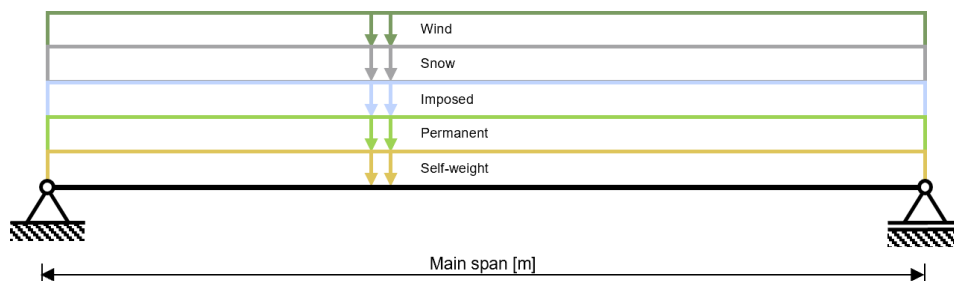 Wind
Snow
Imposed
Permanent
Self-weight
Main span [m]